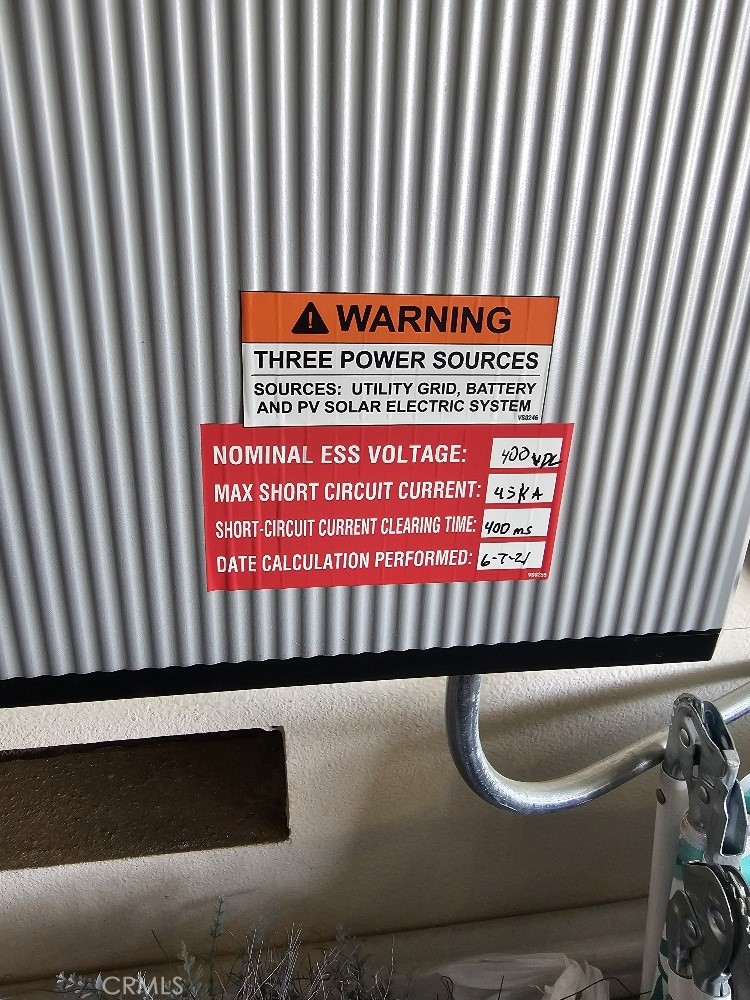 WARNING
THREE POWER SOURCES
SOURCES: UTILITY GRID, BATTERY
AND PV SOLAR ELECTRIC SYSTEM
VS0246
NOMINAL ESS VOLTAGE: 400 VDC
MAX SHORT CIRCUIT CURRENT: 43KA
SHORT-CIRCUIT CURRENT CLEARING TIME: 400 ms
DATE CALCULATION PERFORMED: 6-7-21
CRMLS